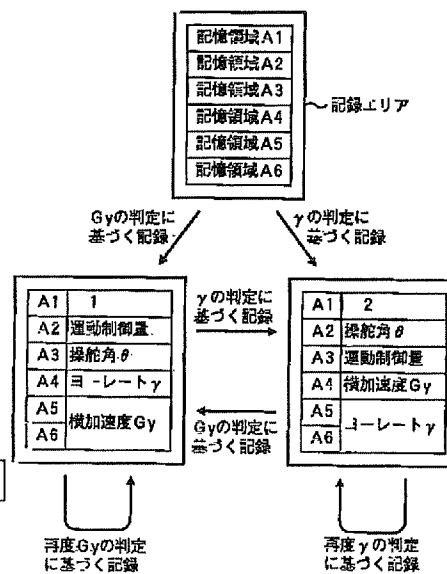 記憶領域A1
記憶領域A2
記憶領域A3
記憶領域A4
記憶領域A5
記憶領域A6
記録エリア
Gyの判定に
基づく記録
γの判定に
基づく記録
A1 1
A2 運動制御量
A3 操舵角θ
A4 ヨーレートγ
A5
A6
横加速度Gy
γの判定に
基づく記録
Gyの判定に
基づく記録
A1 2
A2 操舵角θ
A3 運動制御量
A4 横加速度Gy
A5
A6
ヨーレートγ
再度Gyの判定
に基づく記録
再度γの判定
に基づく記録